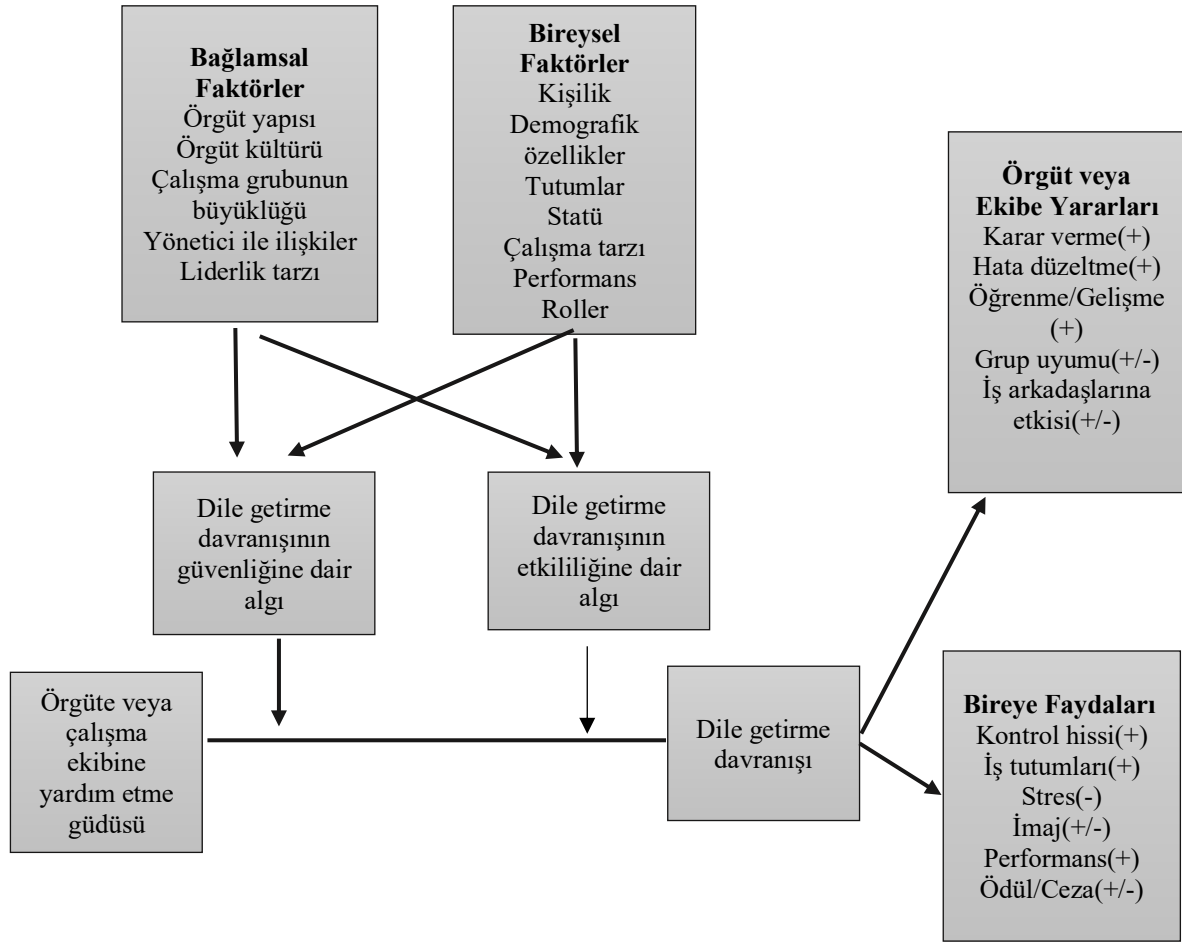 Bağlamsal
Faktörler
Örgüt yapısı
Örgüt kültürü
Çalışma grubunun
büyüklüğü
Yönetici ile ilişkiler
Liderlik tarzı
Bireysel
Faktörler
Kişilik
Demografik
özellikler
Tutumlar
Statü
Çalışma tarzı
Performans
Roller
Örgüt veya
Ekibe Yararları
Karar verme(+)
Hata düzeltme(+)
Öğrenme/Gelişme
(+)
Grup uyumu(+/-)
İş arkadaşlarına
etkisi(+/-)
Dile getirme
davranışının
güvenliğine dair
algı
Dile getirme
davranışının
etkililiğine dair
algı
Örgüte veya
çalışma
ekibine
yardım etme
güdüsü
Dile getirme
davranışı
Bireye Faydaları
Kontrol hissi(+)
İş tutumları(+)
Stres(-)
İmaj(+/-)
Performans(+)
Ödül/Ceza(+/-)